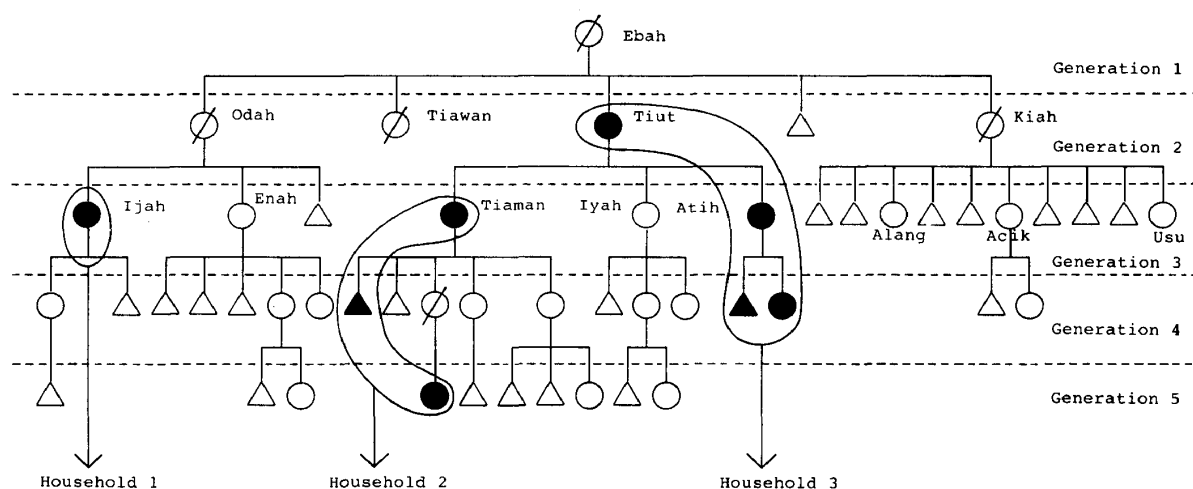 Ebah
Generation 1
Odah
Tiawan
Tiut
Kiah
Generation 2
Ijah
Enah
Tiaman
Iyah
Atih
Alang
Acik
Usu
Generation 3
Generation 4
Generation 5
Household 1
Household 2
Household 3